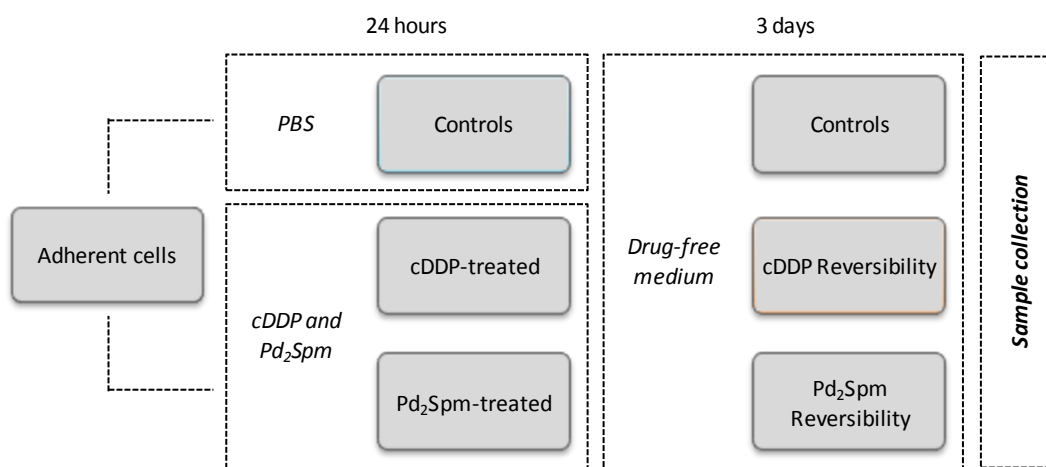 24 hours
3 days
PBS
Controls
Controls
Adherent cells
cDDP and
Pd₂Spm
cDDP-treated
Pd₂Spm-treated
Drug-free
medium
cDDP Reversibility
Pd₂Spm
Reversibility
Sample collection